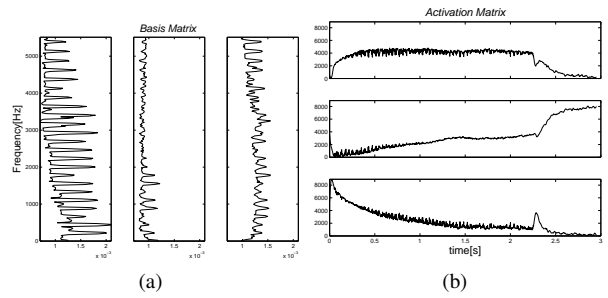 Basis Matrix
Activation Matrix
Frequency[Hz]
5000
4000
3000
2000
1000
0
1 1.5 2
x 10⁻³
1 1.5 2
x 10⁻³
1 1.5 2
x 10⁻³
8000
6000
4000
2000
0
8000
6000
4000
2000
0
8000
6000
4000
2000
0
0 0.5 1 1.5 2 2.5 3
time[s]
(a)
(b)